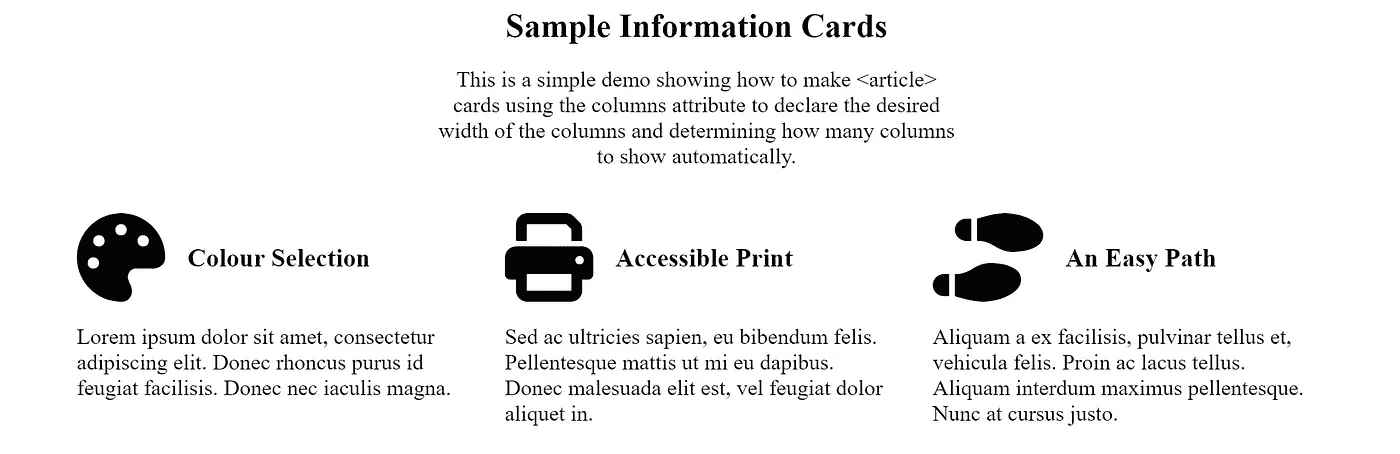 Sample Information Cards
This is a simple demo showing how to make <article>
cards using the columns attribute to declare the desired
width of the columns and determining how many columns
to show automatically.
Colour Selection
Lorem ipsum dolor sit amet, consectetur
adipiscing elit. Donec rhoncus purus id
feugiat facilisis. Donec nec iaculis magna.
Accessible Print
Sed ac ultricies sapien, eu bibendum felis.
Pellentesque mattis ut mi eu dapibus.
Donec malesuada elit est, vel feugiat dolor
aliquet in.
An Easy Path
Aliquam a ex facilisis, pulvinar tellus et,
vehicula felis. Proin ac lacus tellus.
Aliquam interdum maximus pellentesque.
Nunc at cursus justo.